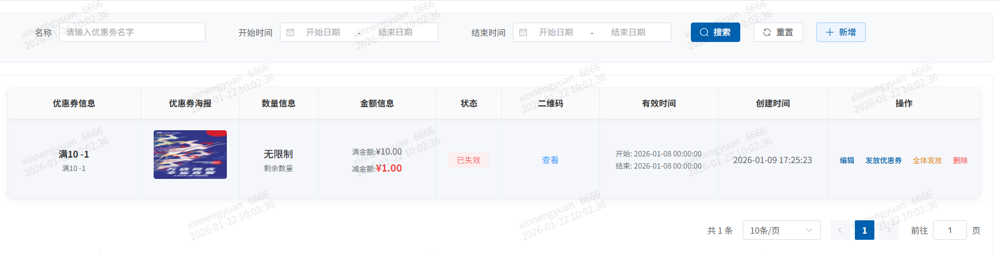 名称 请输入优惠券名字 开始时间 开始日期 - 结束日期 结束时间 开始日期 - 结束日期 搜索 重置 新增
优惠券信息 优惠券海报 数量信息 金额信息 状态 二维码 有效时间 创建时间 操作
满10 -1
满10 -1
无限制
剩余数量
满金额:¥10.00
减金额:¥1.00
已失效
查看
开始: 2026-01-08 00:00:00
结束: 2026-01-08 00:00:00
2026-01-09 17:25:23
编辑 发放优惠券 全体发放 删除
共 1 条 10条/页 1 前往 1 页
xinnengyuan 6666
2026-01-22 10:02:36